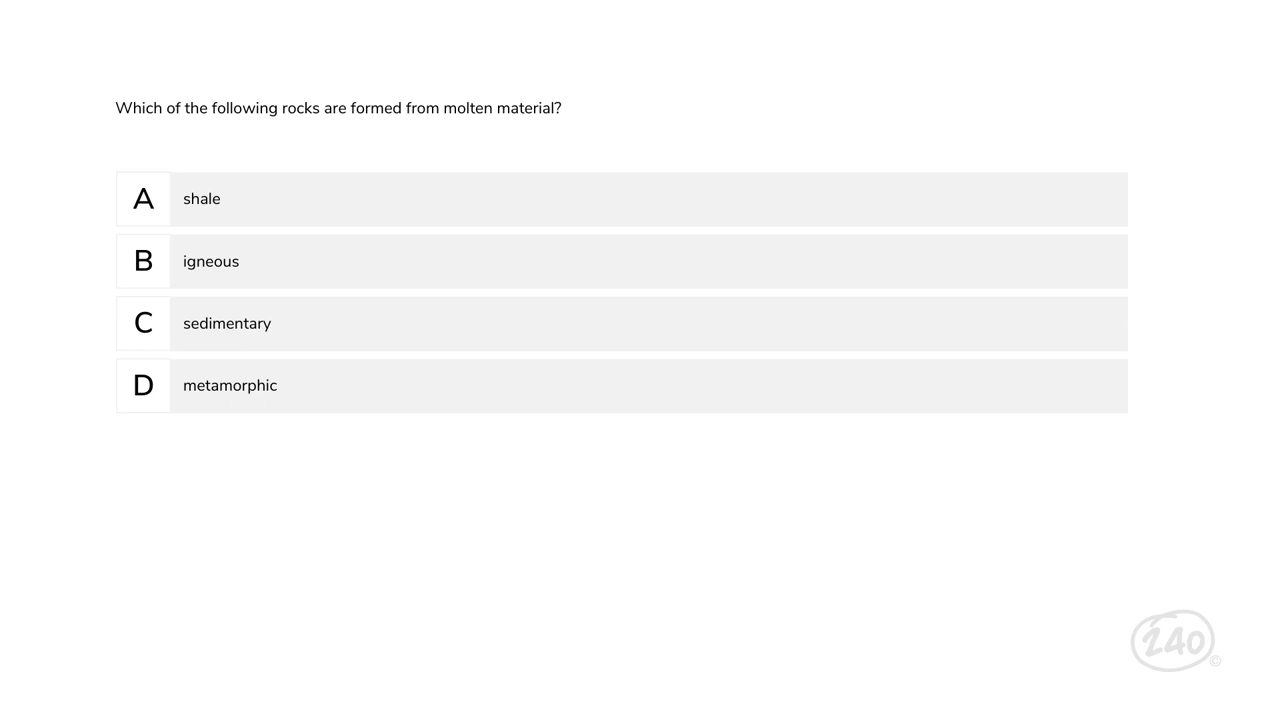 Which of the following rocks are formed from molten material?
A shale
B igneous
C sedimentary
D metamorphic
240 ©